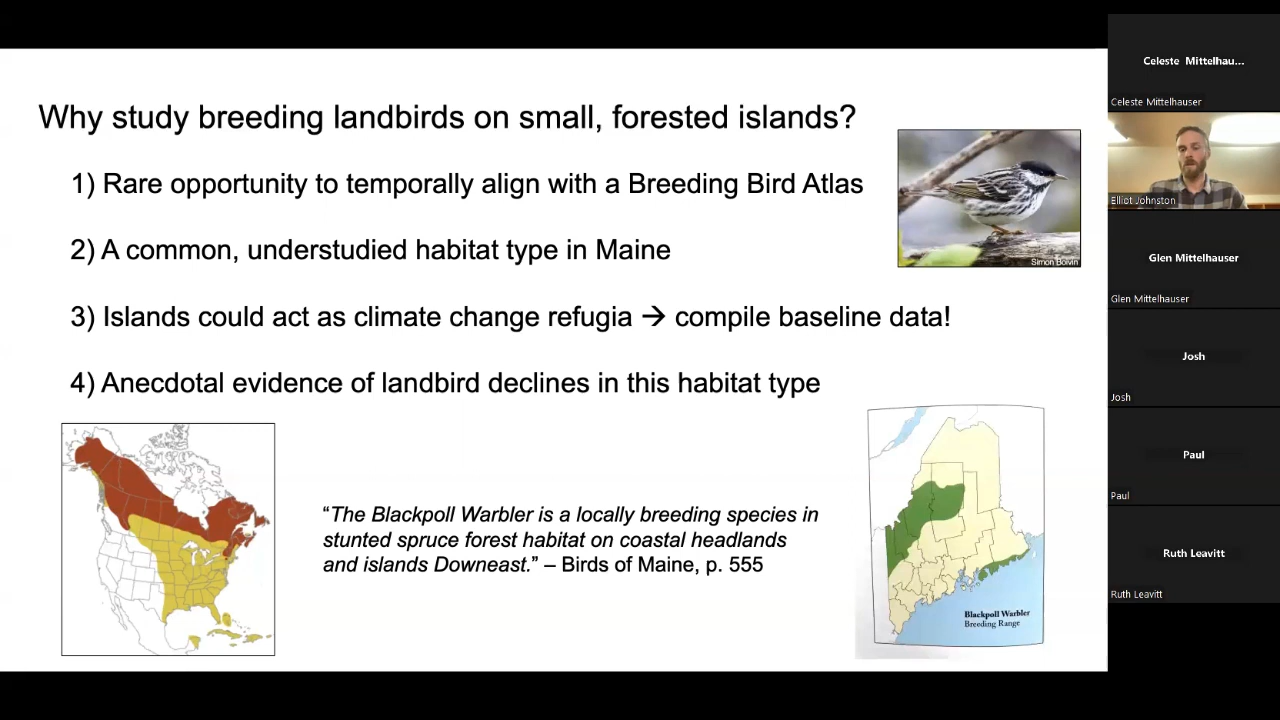 Why study breeding landbirds on small, forested islands?
1) Rare opportunity to temporally align with a Breeding Bird Atlas
2) A common, understudied habitat type in Maine
3) Islands could act as climate change refugia → compile baseline data!
4) Anecdotal evidence of landbird declines in this habitat type
Simon Boivin
“The Blackpoll Warbler is a locally breeding species in
stunted spruce forest habitat on coastal headlands
and islands Downeast.” – Birds of Maine, p. 555
Blackpoll Warbler
Breeding Range
Celeste Mittelhau...
Celeste Mittelhauser
Elliot Johnston
Glen Mittelhauser
Glen Mittelhauser
Josh
Josh
Paul
Paul
Ruth Leavitt
Ruth Leavitt